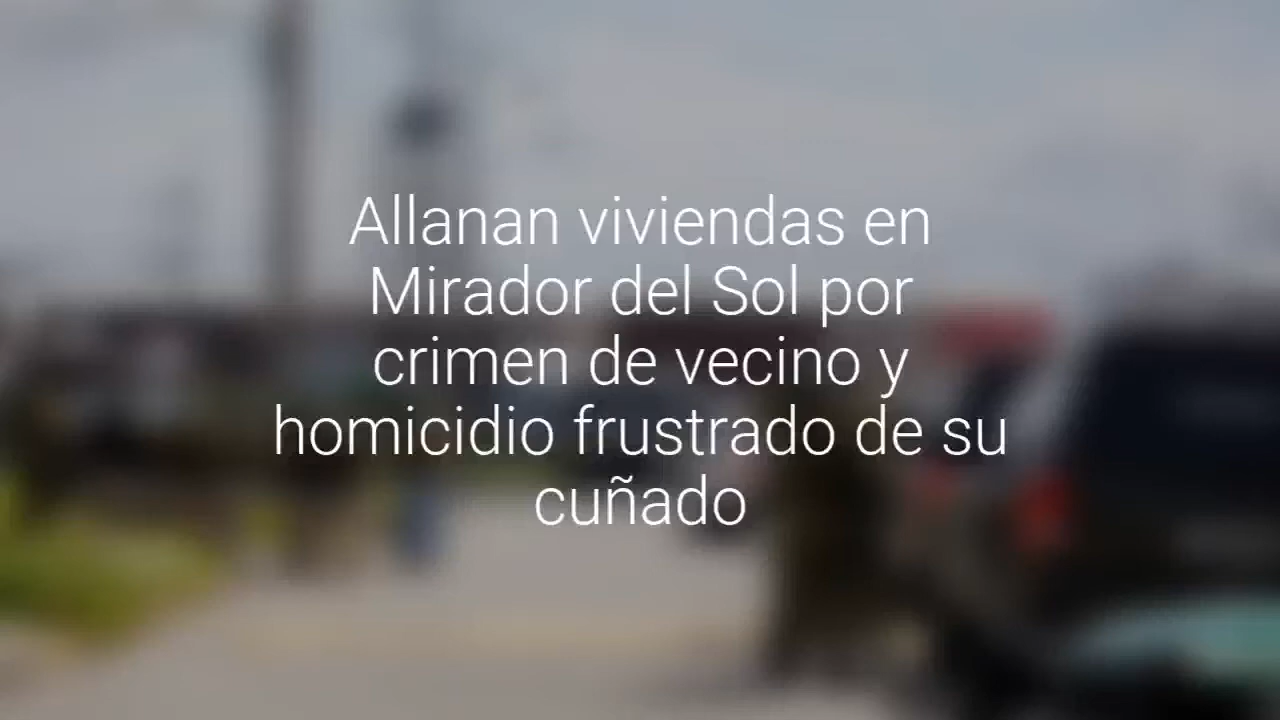 Allanan viviendas en
Mirador del Sol por
crimen de vecino y
homicidio frustrado de su
cuñado